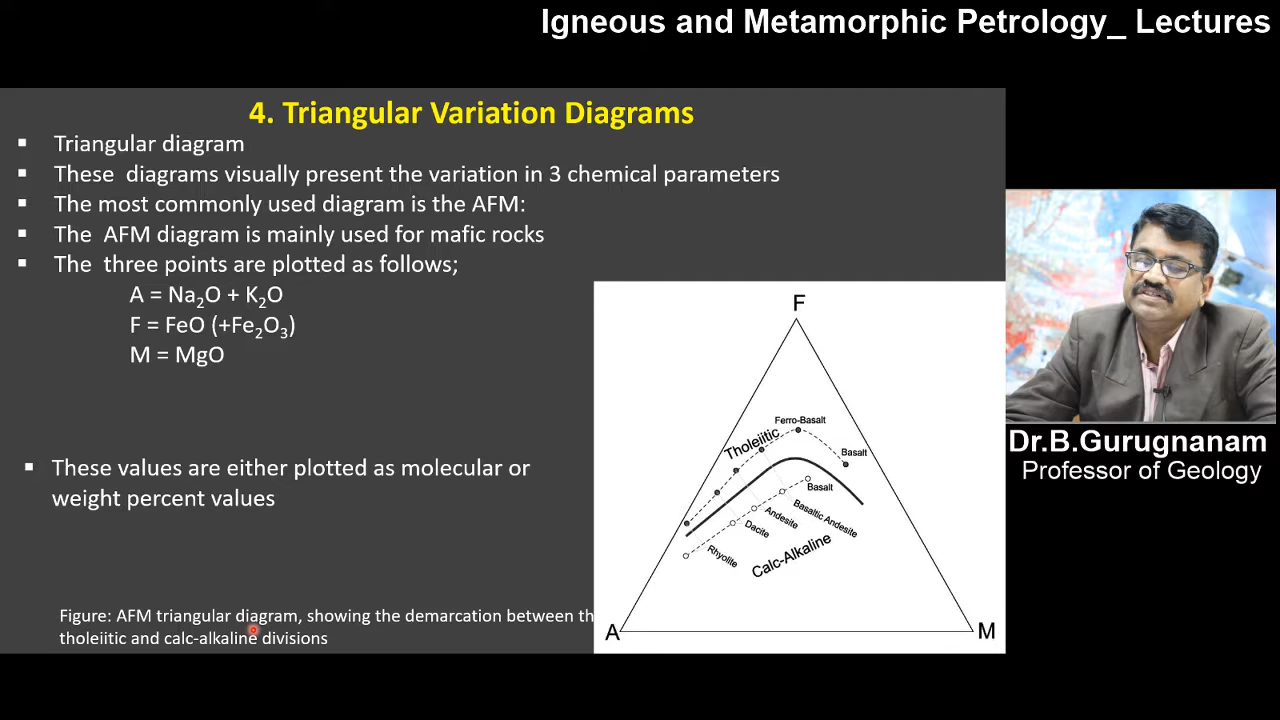 Igneous and Metamorphic Petrology_ Lectures
4. Triangular Variation Diagrams
▪ Triangular diagram
▪ These diagrams visually present the variation in 3 chemical parameters
▪ The most commonly used diagram is the AFM:
▪ The AFM diagram is mainly used for mafic rocks
▪ The three points are plotted as follows;
A = Na₂O + K₂O
F = FeO (+Fe₂O₃)
M = MgO
▪ These values are either plotted as molecular or
weight percent values
Figure: AFM triangular diagram, showing the demarcation between th
tholeiitic and calc-alkaline divisions
F
Ferro-Basalt
Tholeiitic
Basalt
Basalt
Basaltic Andesite
Andesite
Dacite
Rhyolite
Calc-Alkaline
A
M
Dr.B.Gurugnanam
Professor of Geology